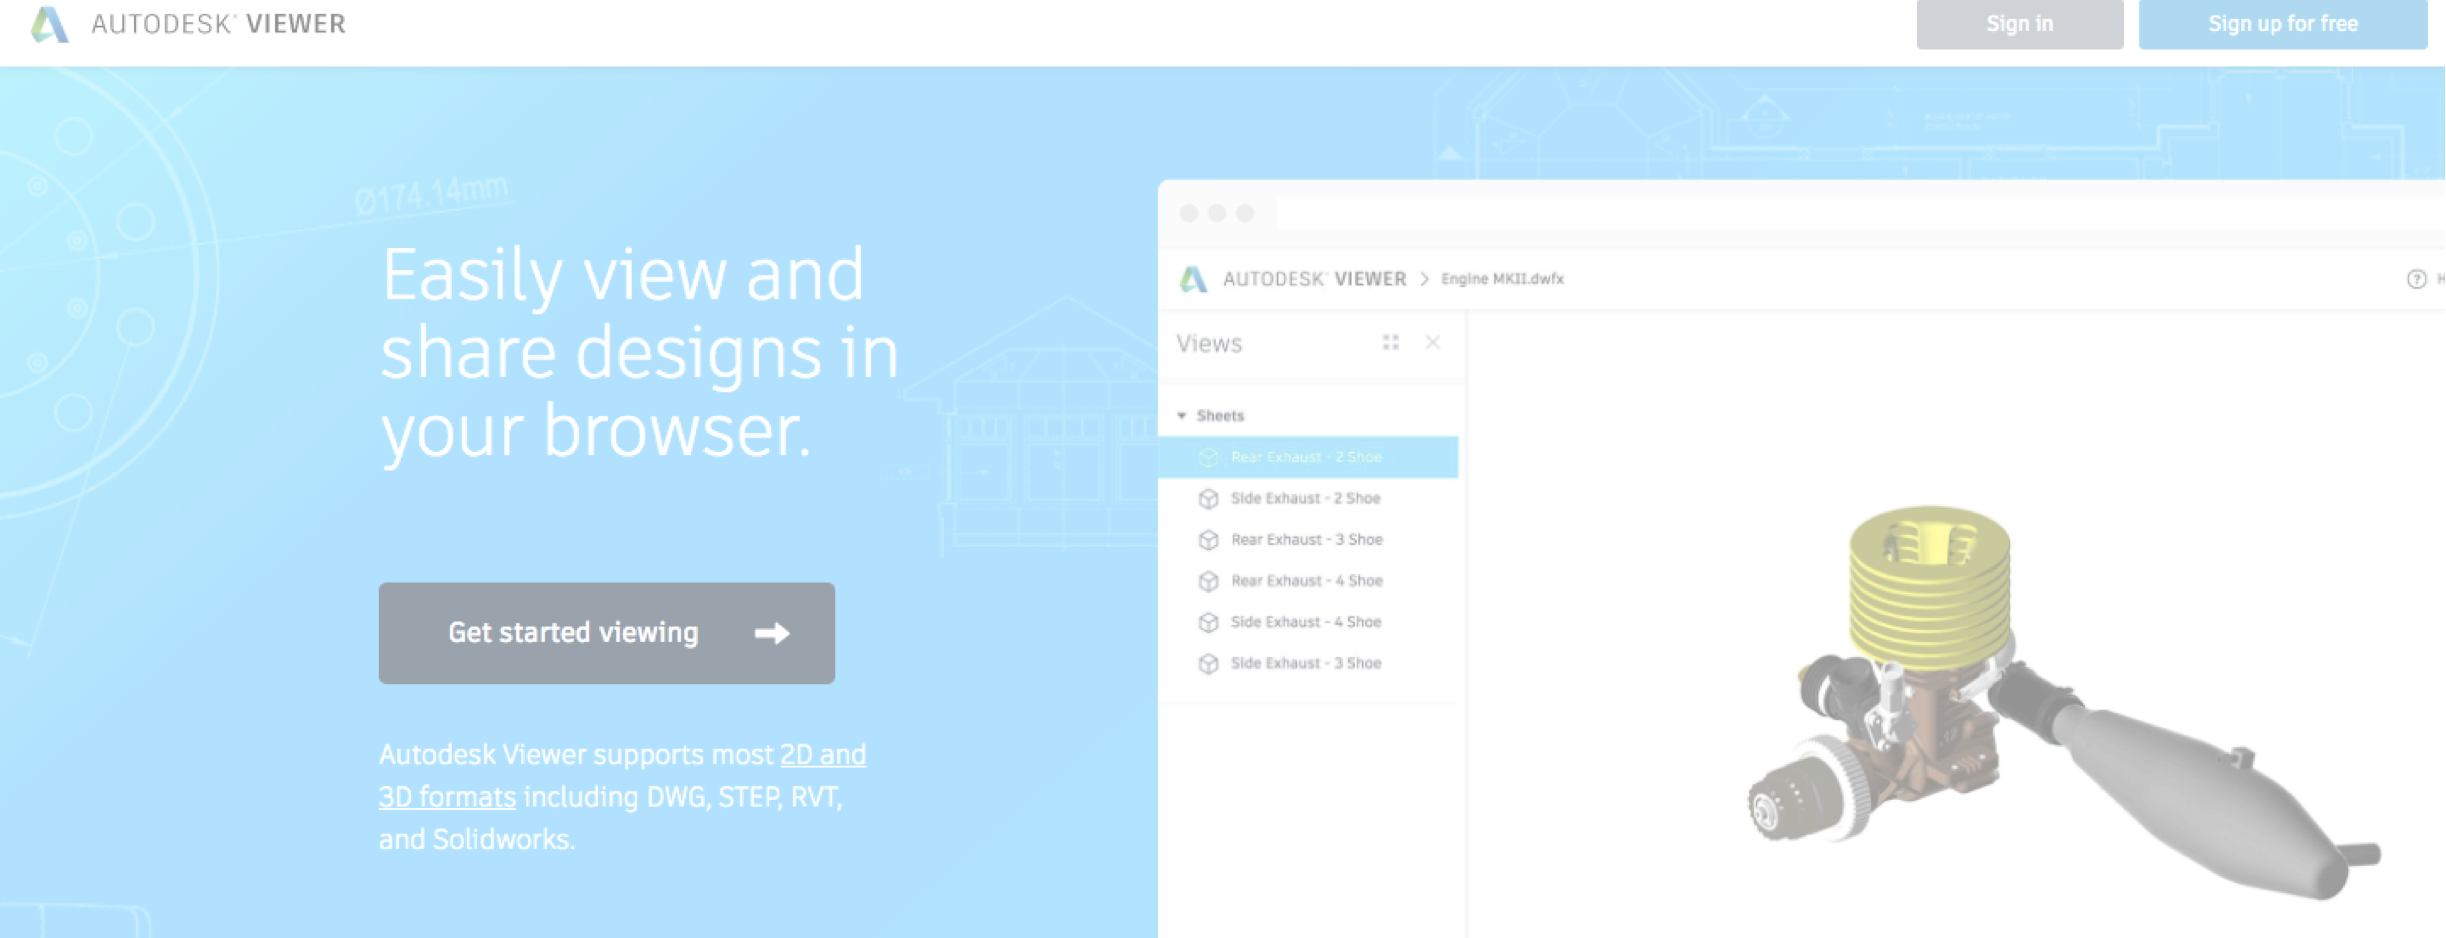 AUTODESK® VIEWER
Sign in
Sign up for free
Ø174.14mm
Easily view and
share designs in
your browser.
Get started viewing
Autodesk Viewer supports most 2D and
3D formats including DWG, STEP, RVT,
and Solidworks.
AUTODESK® VIEWER > Engine MKII.dwfx
Views
Sheets
Rear Exhaust - 2 Shoe
Side Exhaust - 2 Shoe
Rear Exhaust - 3 Shoe
Rear Exhaust - 4 Shoe
Side Exhaust - 4 Shoe
Side Exhaust - 3 Shoe